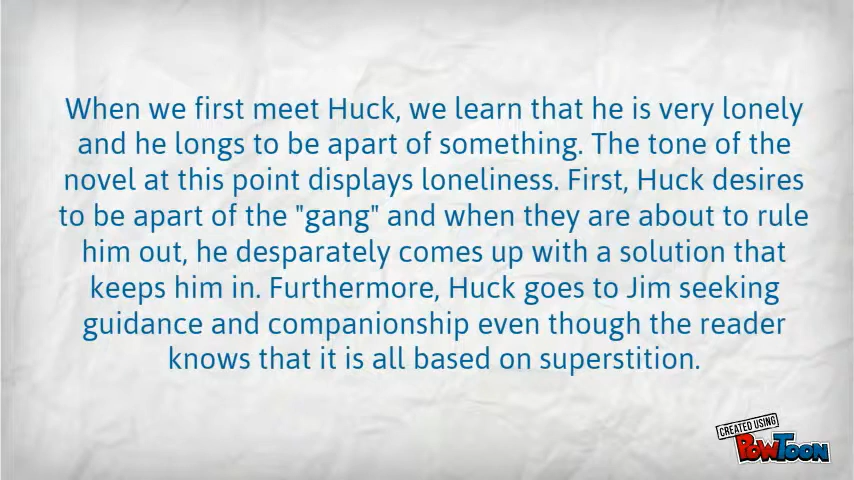 When we first meet Huck, we learn that he is very lonely
and he longs to be apart of something. The tone of the
novel at this point displays loneliness. First, Huck desires
to be apart of the "gang" and when they are about to rule
him out, he desparately comes up with a solution that
keeps him in. Furthermore, Huck goes to Jim seeking
guidance and companionship even though the reader
knows that it is all based on superstition.
CREATED USING
POWTOON